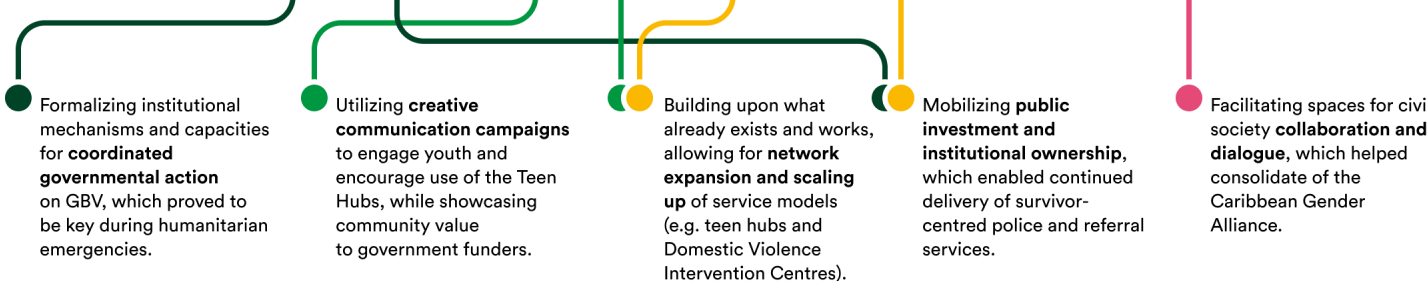 Formalizing institutional
mechanisms and capacities
for coordinated
governmental action
on GBV, which proved to
be key during humanitarian
emergencies.
Utilizing creative
communication campaigns
to engage youth and
encourage use of the Teen
Hubs, while showcasing
community value
to government funders.
Building upon what
already exists and works,
allowing for network
expansion and scaling
up of service models
(e.g. teen hubs and
Domestic Violence
Intervention Centres).
Mobilizing public
investment and
institutional ownership,
which enabled continued
delivery of survivor-
centred police and referral
services.
Facilitating spaces for civi
society collaboration and
dialogue, which helped
consolidate of the
Caribbean Gender
Alliance.